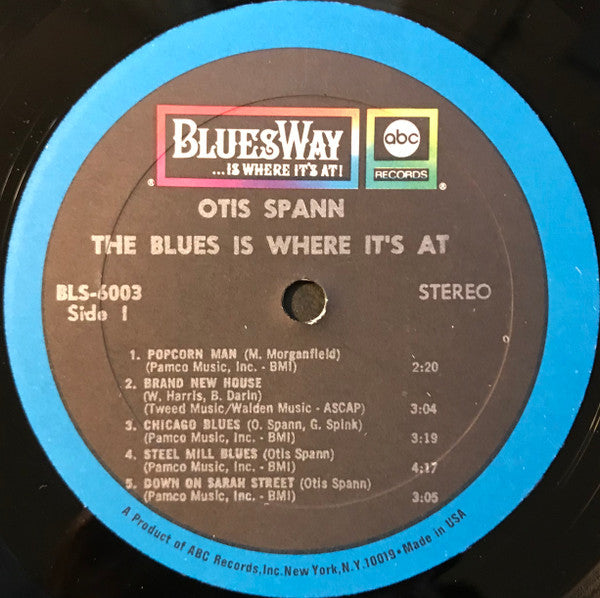 BLUESWAY
...IS WHERE IT'S AT!
abc
RECORDS
®
®
OTIS SPANN
THE BLUES IS WHERE IT'S AT
BLS-6003
STEREO
Side 1
1. POPCORN MAN (M. Morganfield)
(Pamco Music, Inc. - BMI) 2:20
2. BRAND NEW HOUSE
(W. Harris, B. Darin)
(Tweed Music/Walden Music - ASCAP) 3:04
3. CHICAGO BLUES (O. Spann, G. Spink)
(Pamco Music, Inc. - BMI) 3:19
4. STEEL MILL BLUES (Otis Spann)
(Pamco Music, Inc. - BMI) 4:17
5. DOWN ON SARAH STREET (Otis Spann)
(Pamco Music, Inc. - BMI) 3:05
A Product of ABC Records, Inc. New York, N.Y. 10019 • Made in USA